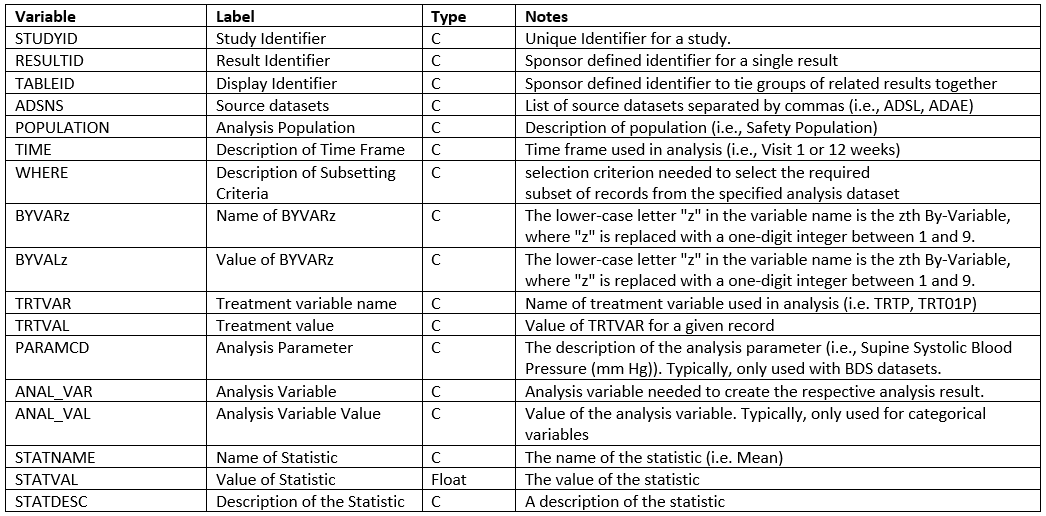 Variable Label Type Notes
STUDYID Study Identifier C Unique Identifier for a study.
RESULTID Result Identifier C Sponsor defined identifier for a single result
TABLEID Display Identifier C Sponsor defined identifier to tie groups of related results together
ADSNS Source datasets C List of source datasets separated by commas (i.e., ADSL, ADAE)
POPULATION Analysis Population C Description of population (i.e., Safety Population)
TIME Description of Time Frame C Time frame used in analysis (i.e., Visit 1 or 12 weeks)
WHERE Description of Subsetting C selection criterion needed to select the required
Criteria subset of records from the specified analysis dataset
BYVARz Name of BYVARz C The lower-case letter "z" in the variable name is the zth By-Variable,
where "z" is replaced with a one-digit integer between 1 and 9.
BYVALz Value of BYVARz C The lower-case letter "z" in the variable name is the zth By-Variable,
where "z" is replaced with a one-digit integer between 1 and 9.
TRTVAR Treatment variable name C Name of treatment variable used in analysis (i.e. TRTP, TRT01P)
TRTVAL Treatment value C Value of TRTVAR for a given record
PARAMCD Analysis Parameter C The description of the analysis parameter (i.e., Supine Systolic Blood
Pressure (mm Hg)). Typically, only used with BDS datasets.
ANAL_VAR Analysis Variable C Analysis variable needed to create the respective analysis result.
ANAL_VAL Analysis Variable Value C Value of the analysis variable. Typically, only used for categorical
variables
STATNAME Name of Statistic C The name of the statistic (i.e. Mean)
STATVAL Value of Statistic Float The value of the statistic
STATDESC Description of the Statistic C A description of the statistic